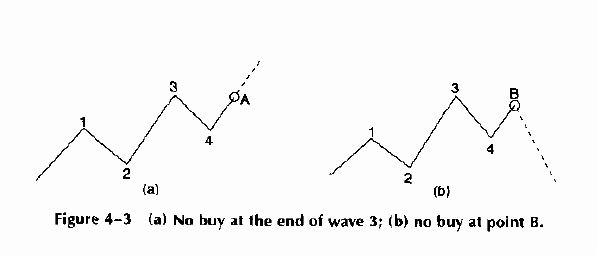 3
A
1
4
2
(a)
3
B
1
4
2
(b)
Figure 4–3 (a) No buy at the end of wave 3; (b) no buy at point B.